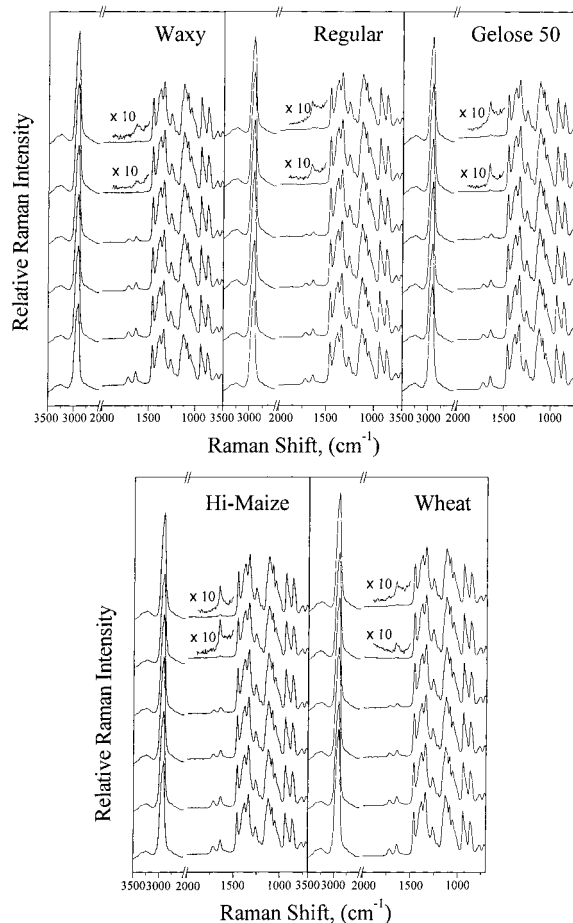 Waxy Regular Gelose 50
x 10 x 10 x 10
x 10 x 10 x 10
Relative Raman Intensity
3500 3000 2000 1500 1000 3500 3000 2000 1500 1000 3500 3000 2000 1500 1000
Raman Shift, (cm⁻¹)
Hi-Maize Wheat
x 10 x 10
x 10 x 10
Relative Raman Intensity
3500 3000 2000 1500 1000 3500 3000 2000 1500 1000
Raman Shift, (cm⁻¹)